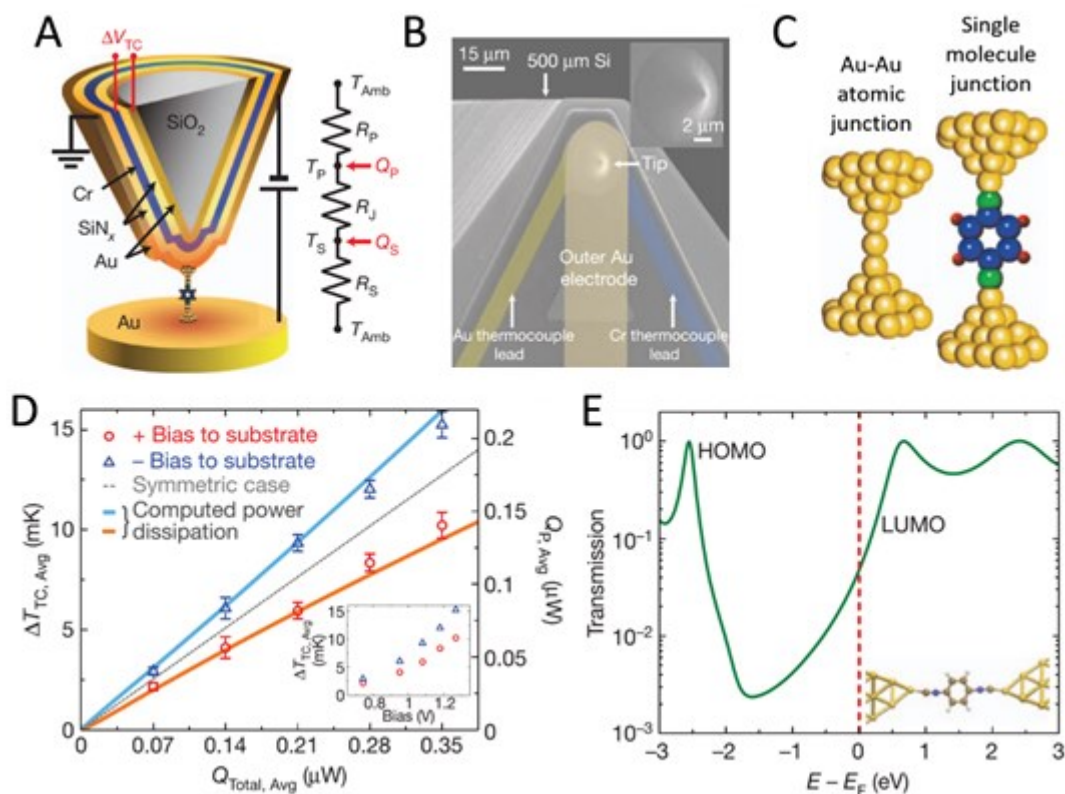 A
ΔV_TC
SiO₂
Cr
SiNₓ
Au
Au
T_Amb
R_P
T_P
Q_P
R_J
T_S
Q_S
R_S
T_Amb
B
15 μm
500 μm Si
2 μm
Tip
Outer Au
electrode
Au thermocouple
lead
Cr thermocouple
lead
C
Au-Au
atomic
junction
Single
molecule
junction
D
+ Bias to substrate
− Bias to substrate
Symmetric case
Computed power
dissipation
ΔT_TC, Avg (mK)
15
10
5
0
0
0.07
0.14
0.21
0.28
0.35
Q_Total, Avg (μW)
0.2
0.15
0.1
0.05
0
Q_P, Avg (μW)
ΔT_TC, Avg
(mK)
15
10
5
0
0.8
1
1.2
Bias (V)
E
Transmission
10⁰
10⁻¹
10⁻²
10⁻³
HOMO
LUMO
−3
−2
−1
0
1
2
3
E − E_F (eV)